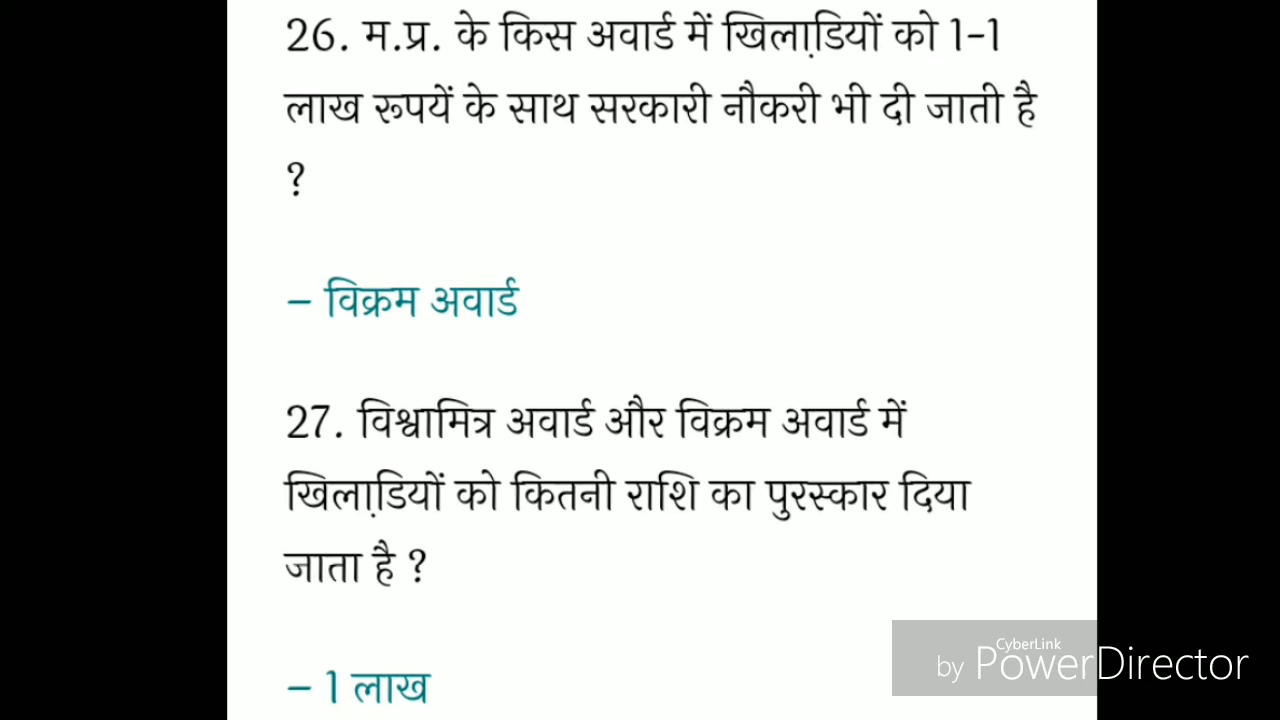 26. म.प्र. के किस अवार्ड में खिलाड़ियों को 1-1
लाख रूपयें के साथ सरकारी नौकरी भी दी जाती है
?
– विक्रम अवार्ड
27. विश्वामित्र अवार्ड और विक्रम अवार्ड में
खिलाड़ियों को कितनी राशि का पुरस्कार दिया
जाता है ?
– 1 लाख
CyberLink
by PowerDirector